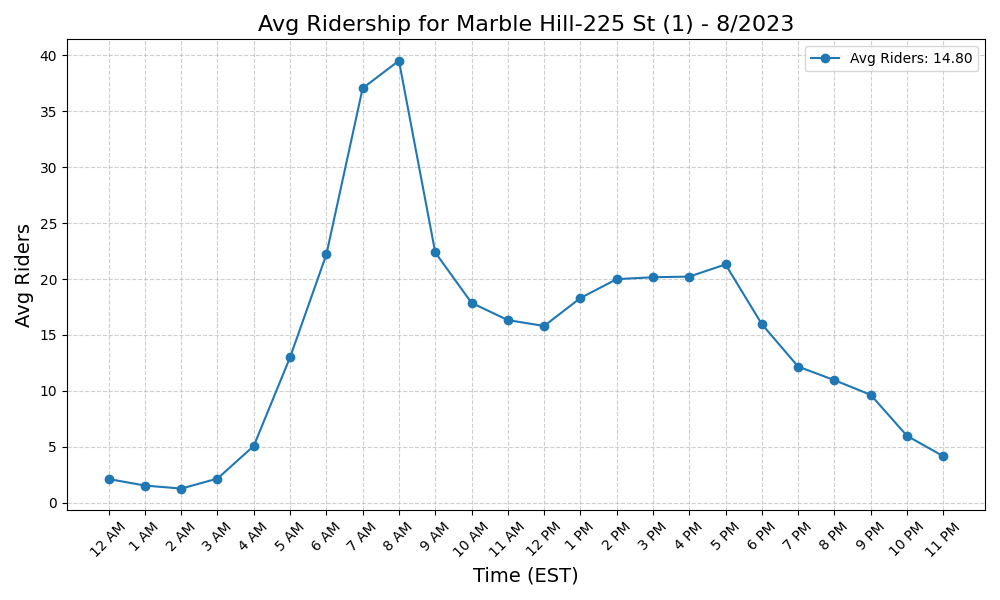 Avg Ridership for Marble Hill-225 St (1) - 8/2023
Avg Riders: 14.80
Avg Riders
40
35
30
25
20
15
10
5
0
12 AM
1 AM
2 AM
3 AM
4 AM
5 AM
6 AM
7 AM
8 AM
9 AM
10 AM
11 AM
12 PM
1 PM
2 PM
3 PM
4 PM
5 PM
6 PM
7 PM
8 PM
9 PM
10 PM
11 PM
Time (EST)